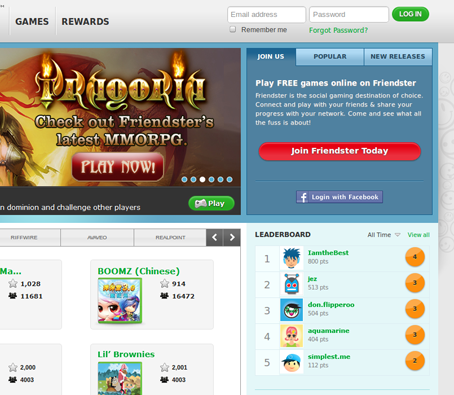 GAMES
REWARDS
Email address
Password
LOG IN
Remember me
Forgot Password?
Pragoria
Check out Friendster's
latest MMORPG.
PLAY NOW!
n dominion and challenge other players
Play
JOIN US
POPULAR
NEW RELEASES
Play FREE games online on Friendster
Friendster is the social gaming destination of choice.
Connect and play with your friends & share your
progress with your network. Come and see what all
the fuss is about!
Join Friendster Today
Login with Facebook
RIFFWIRE
AVAVEO
REALPOINT
Ma...
1,028
11681
BOOMZ (Chinese)
914
16472
2,000
4003
Lil' Brownies
2,001
4003
LEADERBOARD
All Time
View all
1
IamtheBest
800 pts
4
2
jez
513 pts
3
3
don.flipperoo
504 pts
3
4
aquamarine
404 pts
3
5
simplest.me
112 pts
2